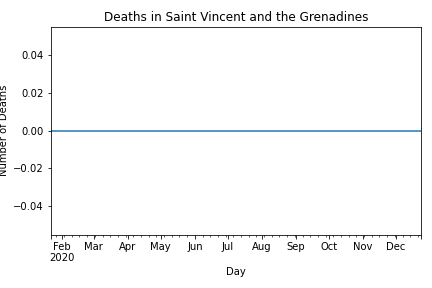 Deaths in Saint Vincent and the Grenadines
0.04
0.02
0.00
−0.02
−0.04
Number of Deaths
Feb Mar Apr May Jun Jul Aug Sep Oct Nov Dec
2020
Day